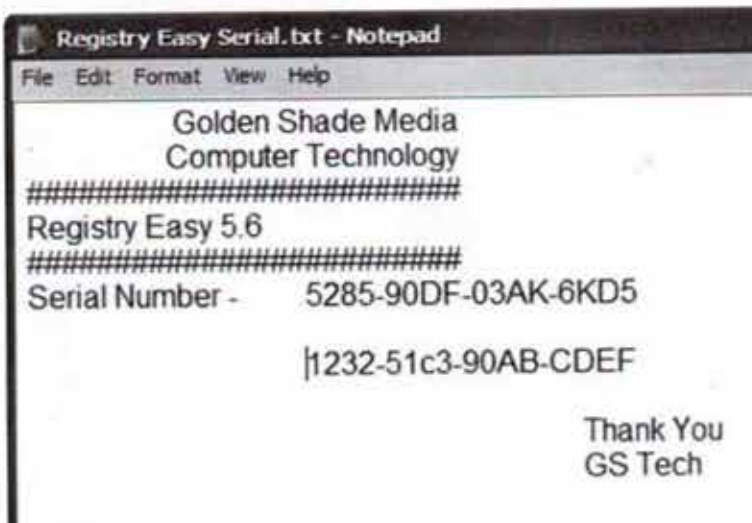 Registry Easy Serial.txt - Notepad
File Edit Format View Help
Golden Shade Media
Computer Technology
############################
Registry Easy 5.6
############################
Serial Number - 5285-90DF-03AK-6KD5
1232-51c3-90AB-CDEF
Thank You
GS Tech